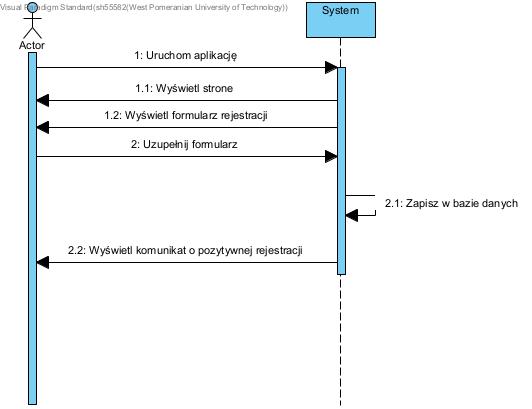 Visual Paradigm Standard(sh55582(West Pomeranian University of Technology))
System
Actor
1: Uruchom aplikację
1.1: Wyświetl strone
1.2: Wyświetl formularz rejestracji
2: Uzupełnij formularz
2.1: Zapisz w bazie danych
2.2: Wyświetl komunikat o pozytywnej rejestracji